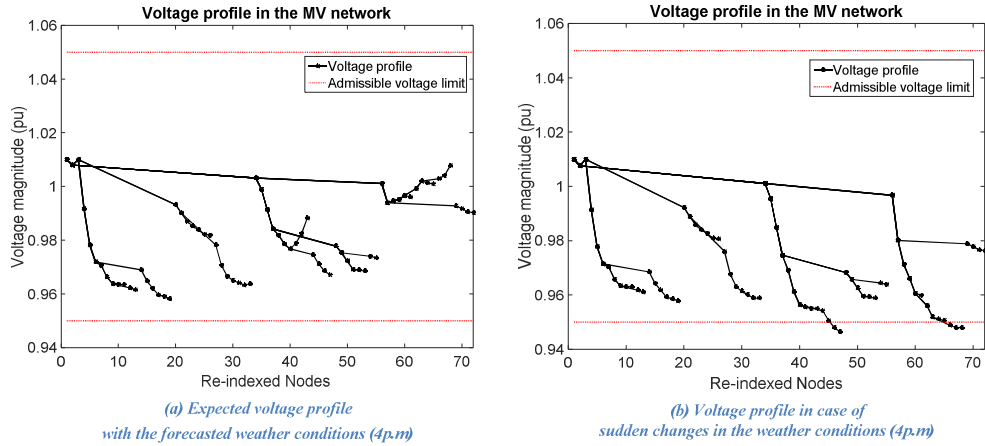 Voltage profile in the MV network
1.06
1.04
1.02
1
0.98
0.96
0.94
Voltage magnitude (pu)
Voltage profile
Admissible voltage limit
0 10 20 30 40 50 60 70
Re-indexed Nodes
(a) Expected voltage profile
with the forecasted weather conditions (4p.m)
Voltage profile in the MV network
1.06
1.04
1.02
1
0.98
0.96
0.94
Voltage magnitude (pu)
Voltage profile
Admissible voltage limit
0 10 20 30 40 50 60 70
Re-indexed Nodes
(b) Voltage profile in case of
sudden changes in the weather conditions (4p.m)